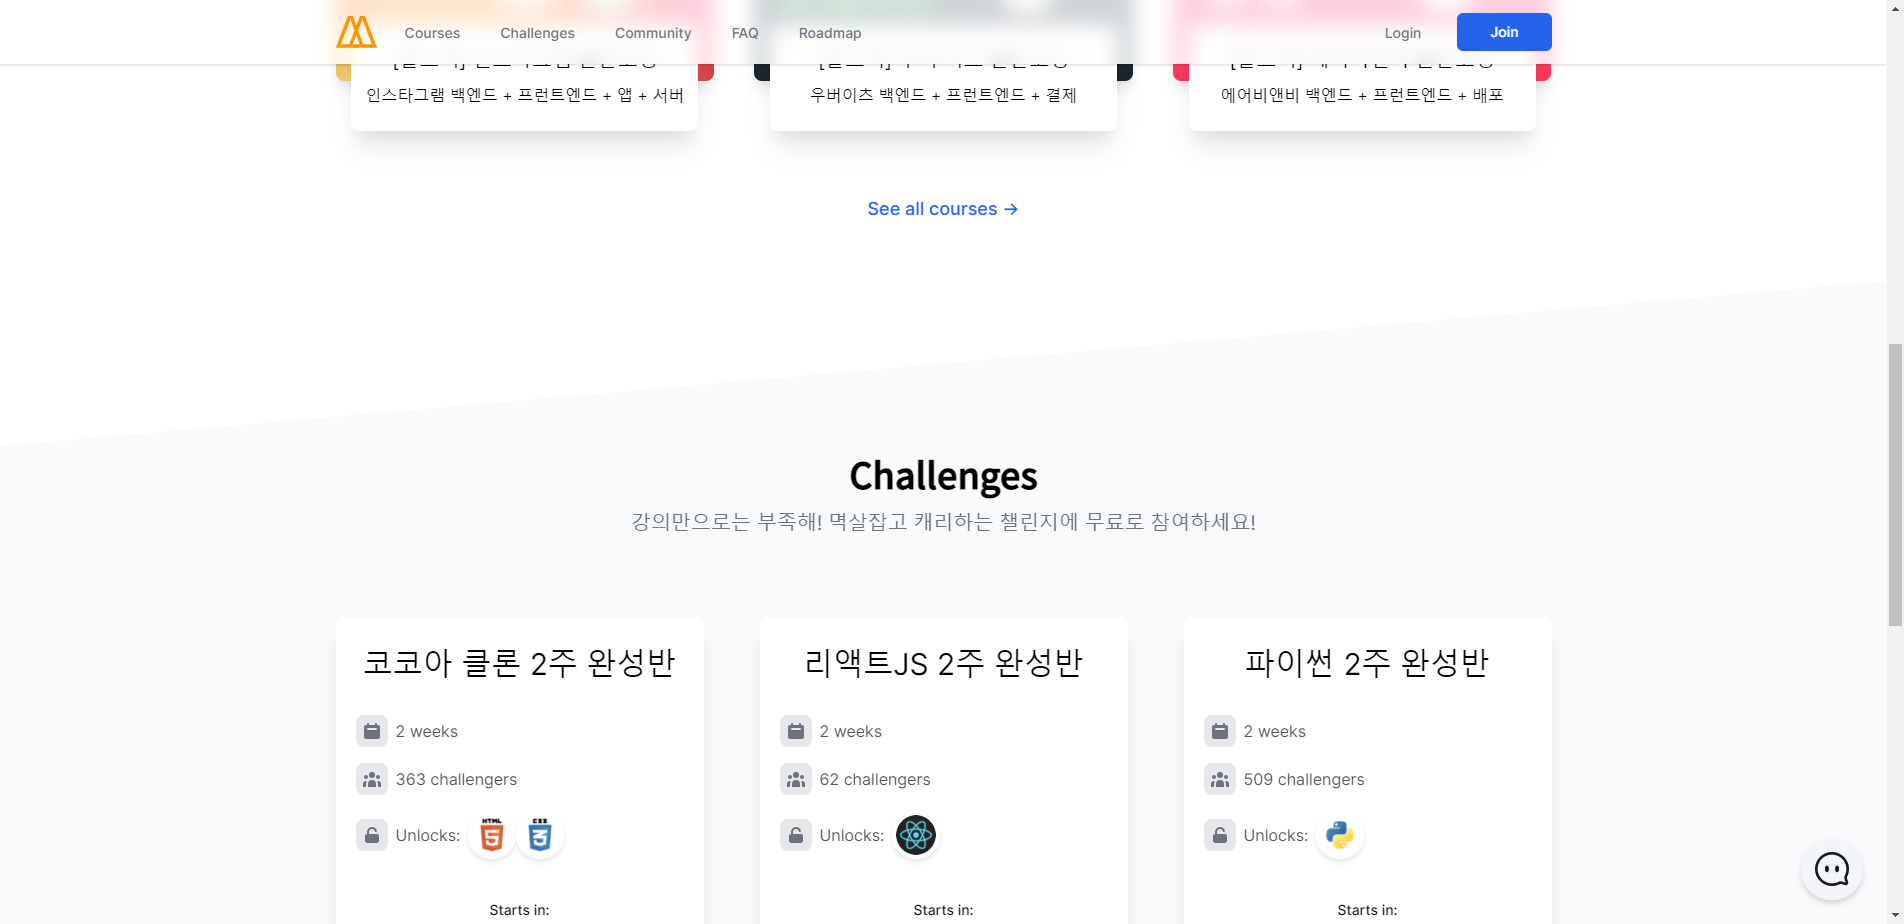 Courses Challenges Community FAQ Roadmap Login Join
인스타그램 백엔드 + 프런트엔드 + 앱 + 서버
우버이츠 백엔드 + 프런트엔드 + 결제
에어비앤비 백엔드 + 프런트엔드 + 배포
See all courses →
Challenges
강의만으로는 부족해! 멱살잡고 캐리하는 챌린지에 무료로 참여하세요!
코코아 클론 2주 완성반
2 weeks
363 challengers
Unlocks: HTML 5 CSS 3
Starts in:
리액트JS 2주 완성반
2 weeks
62 challengers
Unlocks:
Starts in:
파이썬 2주 완성반
2 weeks
509 challengers
Unlocks:
Starts in: